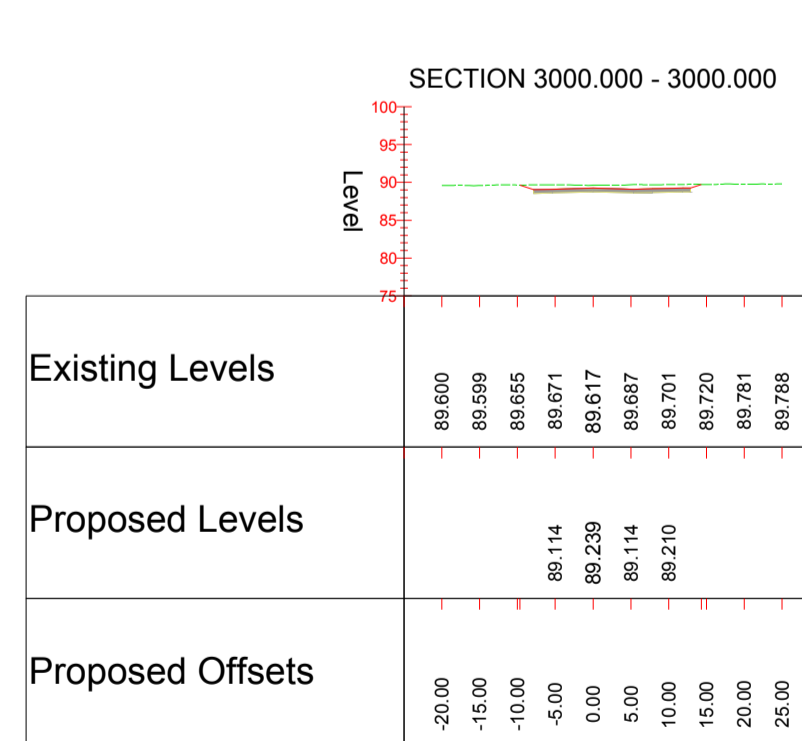 SECTION 3000.000 - 3000.000
Level
100
95
90
85
80
75
Existing Levels
89.600 89.599 89.655 89.671 89.617 89.687 89.701 89.720 89.781 89.788
Proposed Levels
89.114 89.239 89.114 89.210
Proposed Offsets
-20.00 -15.00 -10.00 -5.00 0.00 5.00 10.00 15.00 20.00 25.00